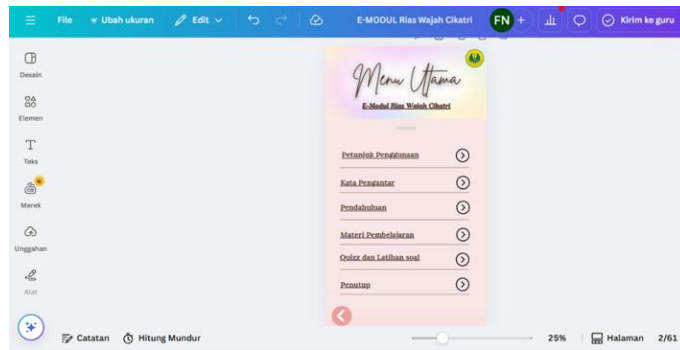 File Ubah ukuran Edit E-MODUL Rias Wajah Cikatri FN + Kirim ke guru
Desain
Elemen
Teks
Merek
Unggahan
Alat
Menu Utama
E-Modul Rias Wajah Cikatri
Petunjuk Penggunaan
Kata Pengantar
Pendahuluan
Materi Pembelajaran
Quizz dan Latihan soal
Penutup
Catatan Hitung Mundur 25% Halaman 2/61